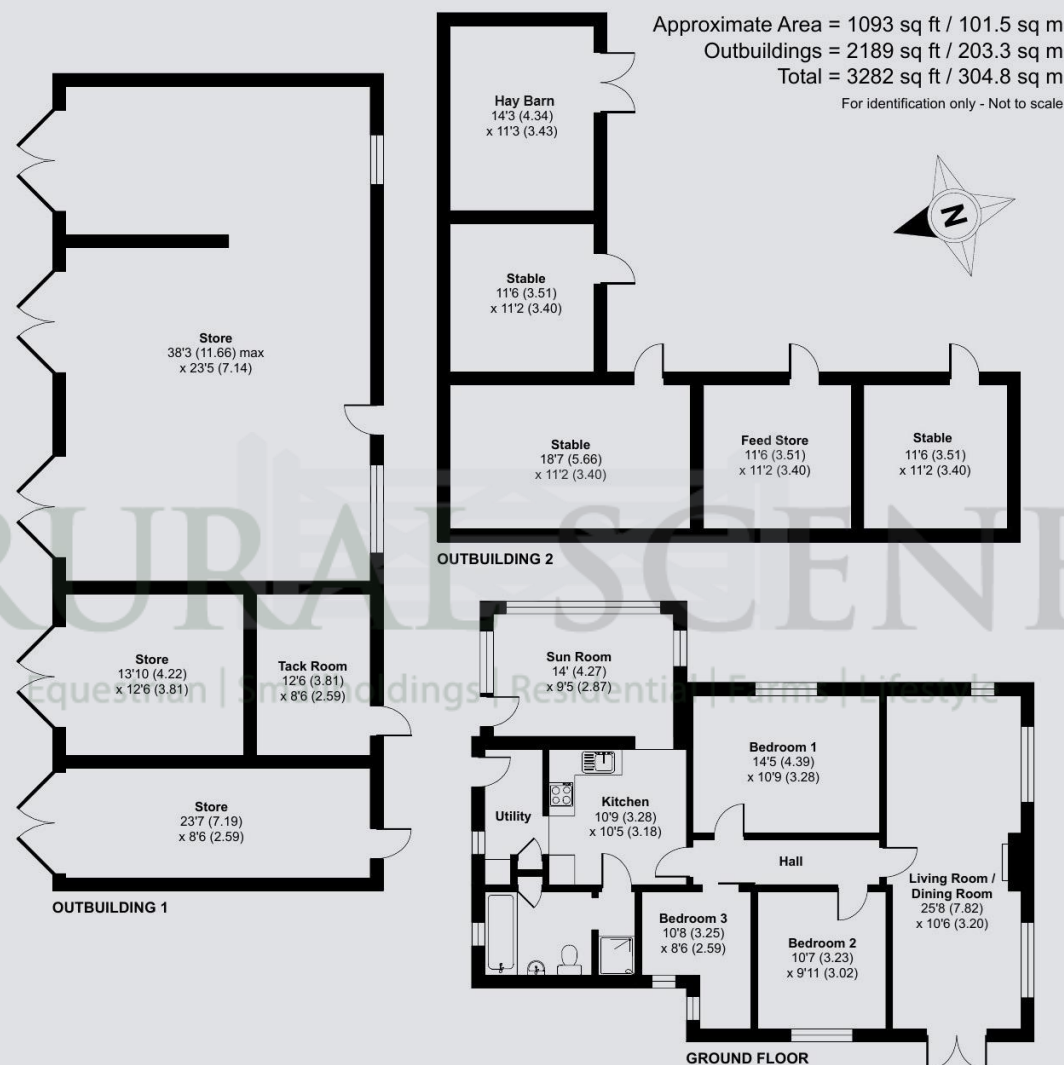 Approximate Area = 1093 sq ft / 101.5 sq m
Outbuildings = 2189 sq ft / 203.3 sq m
Total = 3282 sq ft / 304.8 sq m
For identification only - Not to scale
N
Hay Barn
14'3 (4.34)
x 11'3 (3.43)
Stable
11'6 (3.51)
x 11'2 (3.40)
Stable
18'7 (5.66)
x 11'2 (3.40)
Feed Store
11'6 (3.51)
x 11'2 (3.40)
Stable
11'6 (3.51)
x 11'2 (3.40)
OUTBUILDING 2
Store
38'3 (11.66) max
x 23'5 (7.14)
Store
13'10 (4.22)
x 12'6 (3.81)
Tack Room
12'6 (3.81)
x 8'6 (2.59)
Store
23'7 (7.19)
x 8'6 (2.59)
OUTBUILDING 1
RURAL SCENE
Equestrian | Smallholdings | Residential | Farms | Lifestyle
Sun Room
14' (4.27)
x 9'5 (2.87)
Utility
Kitchen
10'9 (3.28)
x 10'5 (3.18)
Bedroom 1
14'5 (4.39)
x 10'9 (3.28)
Hall
Living Room /
Dining Room
25'8 (7.82)
x 10'6 (3.20)
Bedroom 3
10'8 (3.25)
x 8'6 (2.59)
Bedroom 2
10'7 (3.23)
x 9'11 (3.02)
GROUND FLOOR